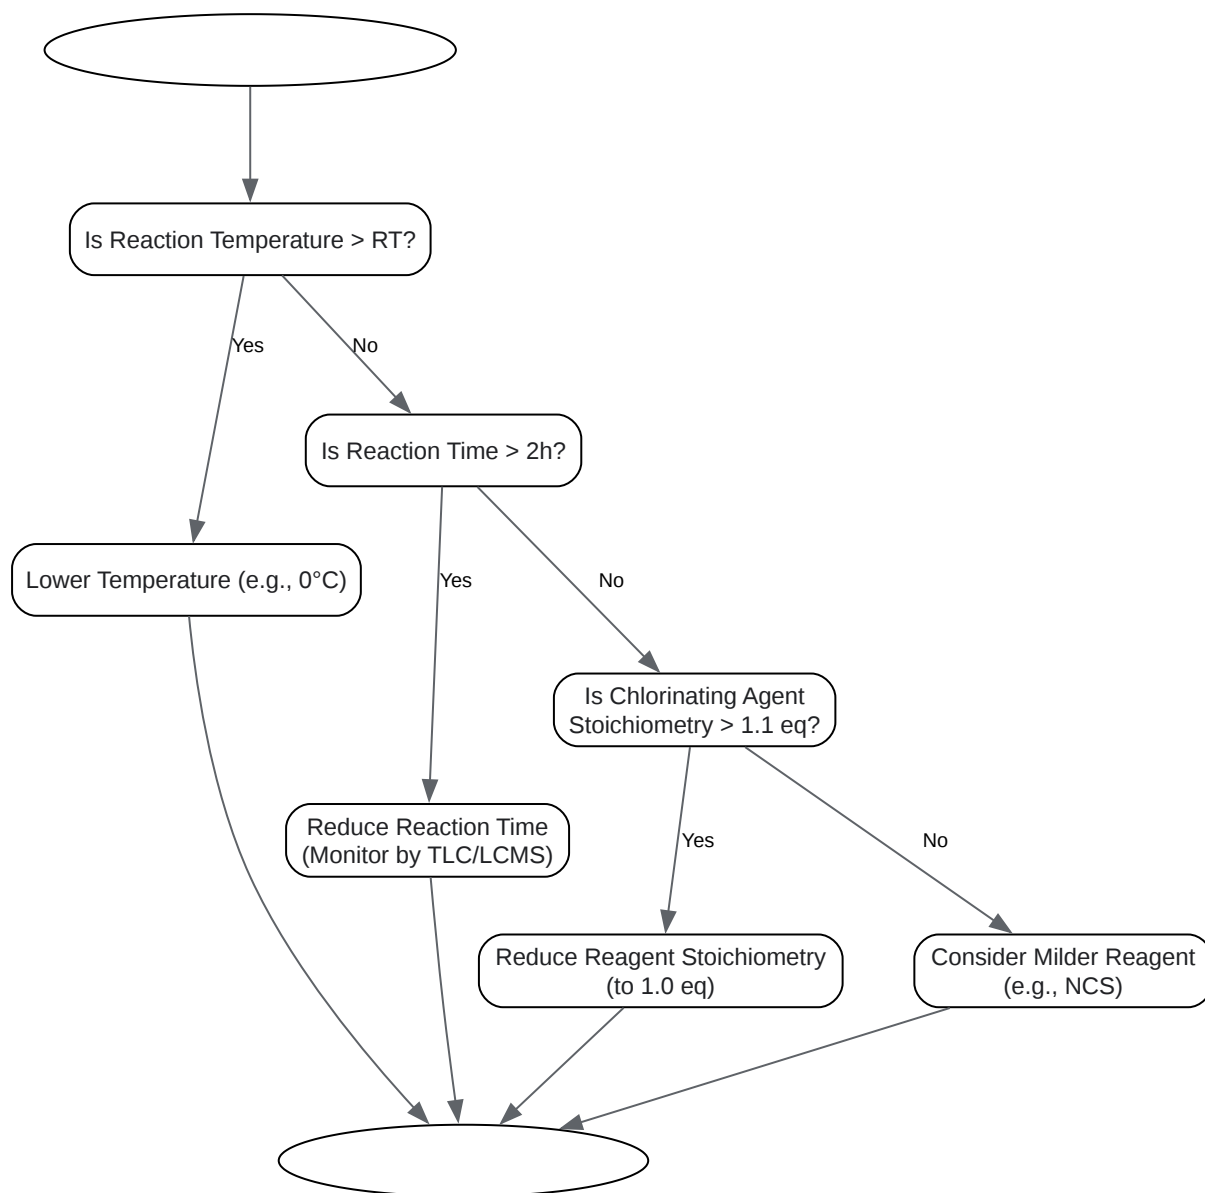 Is Reaction Temperature > RT?
Yes
No
Is Reaction Time > 2h?
Lower Temperature (e.g., 0°C)
Yes
No
Is Chlorinating Agent
Stoichiometry > 1.1 eq?
Reduce Reaction Time
(Monitor by TLC/LCMS)
Yes
No
Reduce Reagent Stoichiometry
(to 1.0 eq)
Consider Milder Reagent
(e.g., NCS)